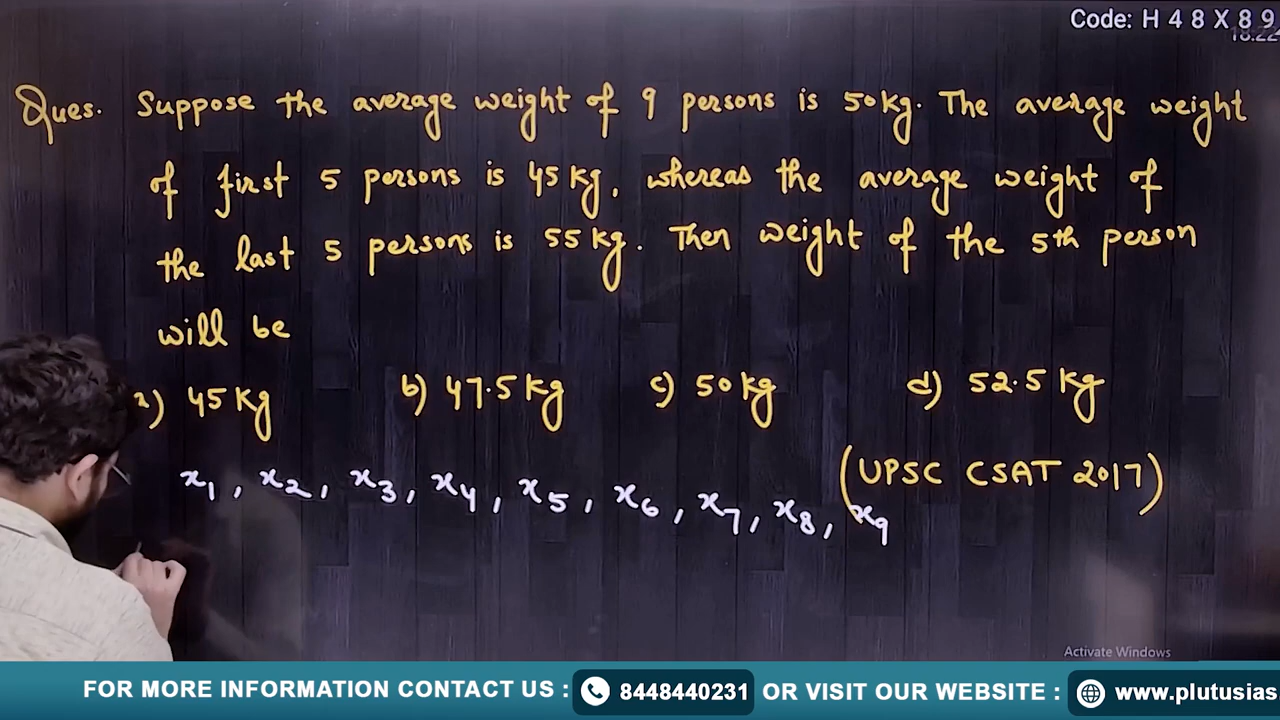 Code: H 4 8 X 8 9
18:22
Ques. Suppose the average weight of 9 persons is 50kg. The average weight
of first 5 persons is 45 kg, whereas the average weight of
the last 5 persons is 55 kg. Then weight of the 5th person
will be
a) 45 kg b) 47.5 kg c) 50 kg d) 52.5 kg
(UPSC CSAT 2017)
x1, x2, x3, x4, x5, x6, x7, x8, x9
Activate Windows
FOR MORE INFORMATION CONTACT US : 8448440231 OR VISIT OUR WEBSITE : www.plutusias